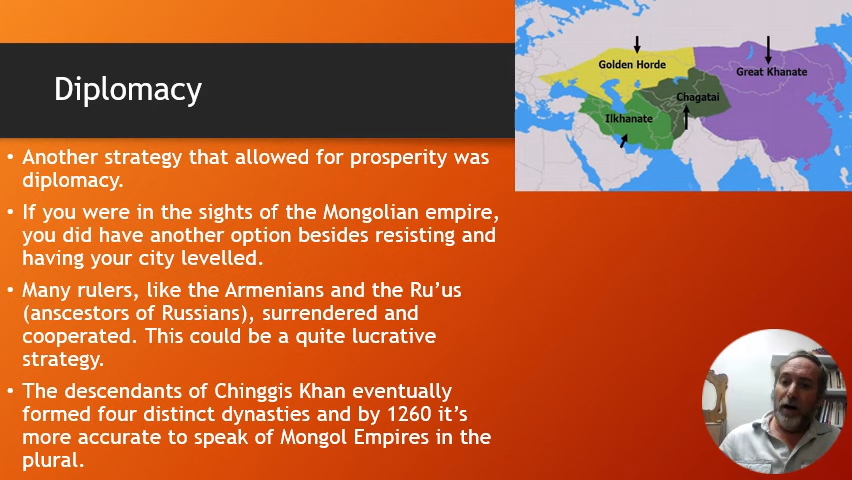 Diplomacy
• Another strategy that allowed for prosperity was
diplomacy.
• If you were in the sights of the Mongolian empire,
you did have another option besides resisting and
having your city levelled.
• Many rulers, like the Armenians and the Ru’us
(anscestors of Russians), surrendered and
cooperated. This could be a quite lucrative
strategy.
• The descendants of Chinggis Khan eventually
formed four distinct dynasties and by 1260 it’s
more accurate to speak of Mongol Empires in the
plural.
Golden Horde
Great Khanate
Chagatai
Ilkhanate